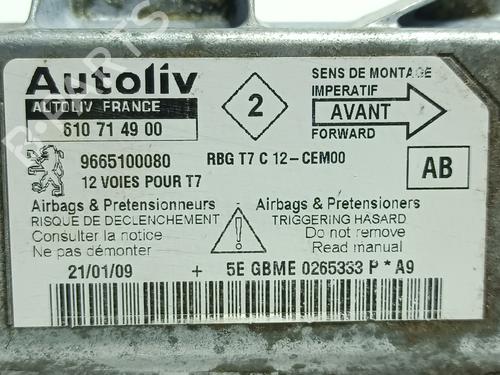 Autoliv
AUTOLIV FRANCE
610 71 49 00
2
SENS DE MONTAGE
IMPERATIF
AVANT
FORWARD
9665100080
RBG T7 C 12-CEM00
12 VOIES POUR T7
AB
Airbags & Pretensionneurs
RISQUE DE DECLENCHEMENT
Consulter la notice
Ne pas démonter
Airbags & Pretensioners
TRIGGERING HASARD
Do not remove
Read manual
21/01/09 + 5E GBME 0265333 P * A9
B-PARTS